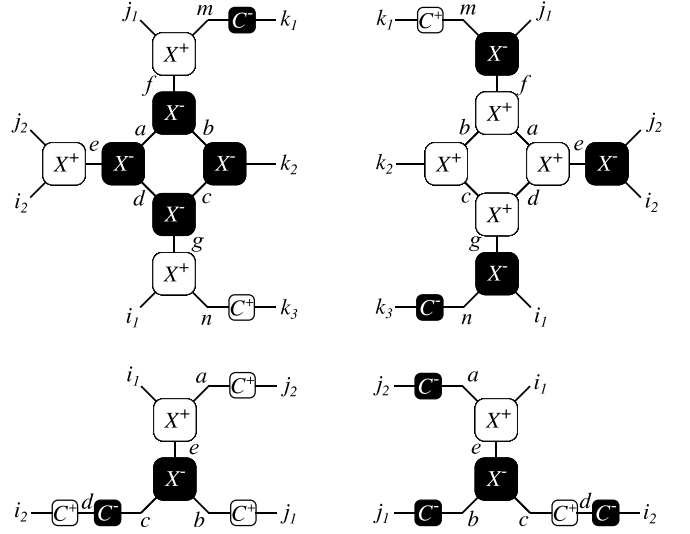 j₁ m C⁻ k₁
X⁺
f
X⁻
j₂ a b
e
X⁺ X⁻ X⁻ k₂
i₂ d c
X⁻
g
X⁺
i₁ n C⁺ k₃
k₁ C⁺ m j₁
X⁻
f
X⁺
b a j₂
e
k₂ X⁺ X⁺ X⁻
c d i₂
X⁺
g
X⁻
k₃ C⁻ n i₁
i₁ a C⁺ j₂
X⁺
e
X⁻
i₂ C⁺ d C⁻ c b C⁺ j₁
j₂ C⁻ a i₁
X⁺
e
X⁻
j₁ C⁻ b c C⁺ d C⁻ i₂